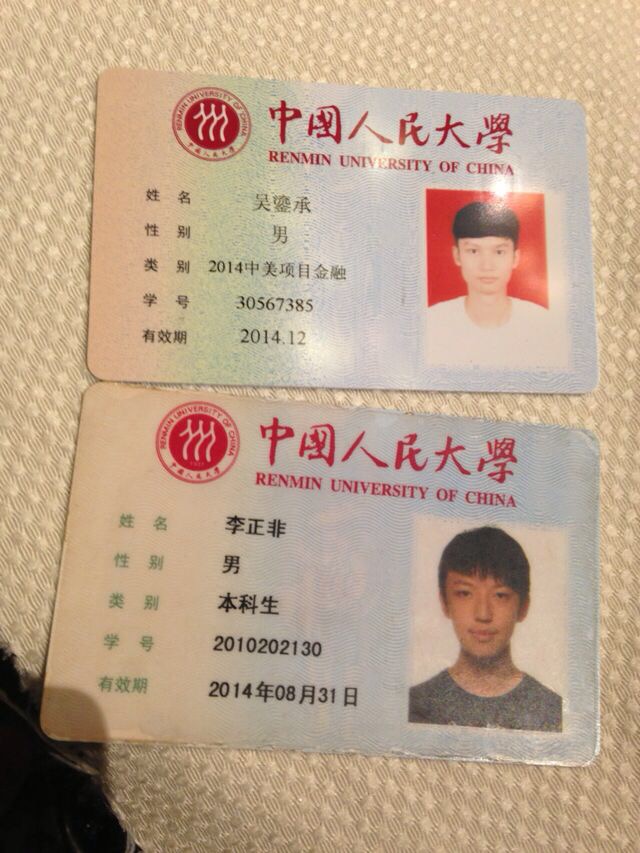 RENMIN UNIVERSITY OF CHINA
中国人民大学
中國人民大學
RENMIN UNIVERSITY OF CHINA
姓 名 吴鎏承
性 别 男
类 别 2014中美项目金融
学 号 30567385
有效期 2014.12
RENMIN UNIVERSITY OF CHINA
1937
中国人民大学
中國人民大學
RENMIN UNIVERSITY OF CHINA
姓 名 李正非
性 别 男
类 别 本科生
学 号 2010202130
有效期 2014年08月31日